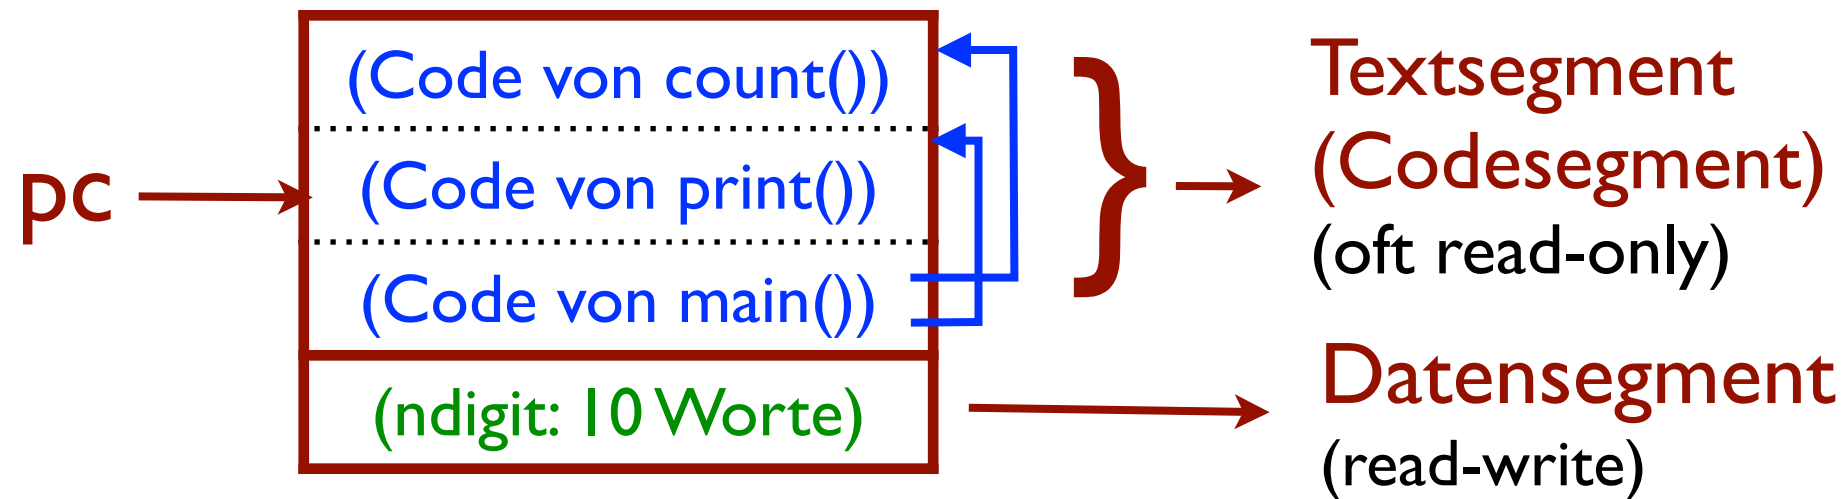 (Code von count())
pc
(Code von print())
(Code von main())
(ndigit: 10 Worte)
}
Textsegment
(Codesegment)
(oft read-only)
Datensegment
(read-write)